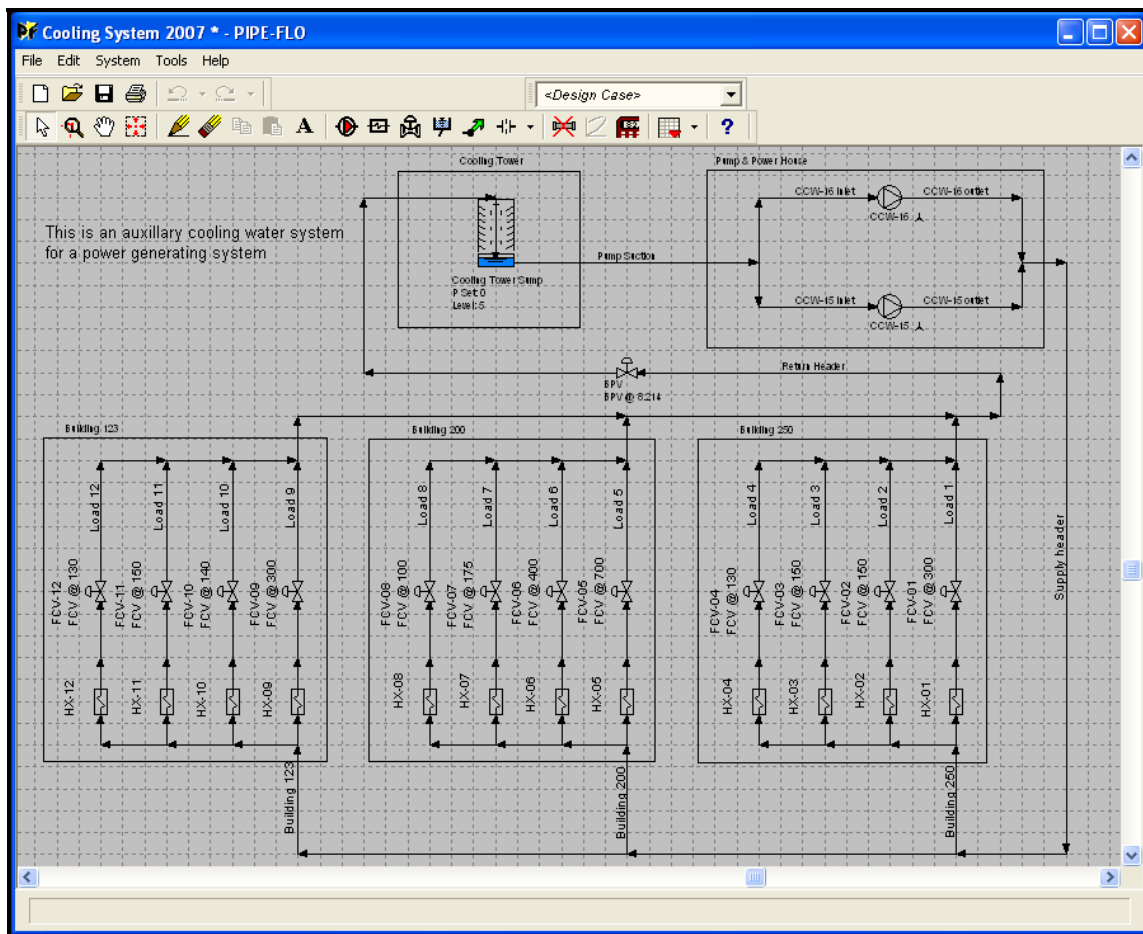 Cooling System 2007 * - PIPE-FLO
File Edit System Tools Help
<Design Case>
A
?
Cooling Tower
Pump & Power House
CCW-16 Inlet
CCW-16 outlet
CCW-16
This is an auxillary cooling water system
for a power generating system
Pump Suction
Cooling Tower Sump
P Set: 0
Level: 5
CCW-15 Inlet
CCW-15 outlet
CCW-15
Return Header
BPV
BPV @ 8.214
Building 123
Building 200
Building 250
Load 12
Load 11
Load 10
Load 9
Load 8
Load 7
Load 6
Load 5
Load 4
Load 3
Load 2
Load 1
Supply header
FCV-12
FCV @ 130
FCV-11
FCV @ 150
FCV-10
FCV @ 140
FCV-09
FCV @ 300
FCV-08
FCV @ 100
FCV-07
FCV @ 175
FCV-06
FCV @ 400
FCV-05
FCV @ 700
FCV-04
FCV @ 130
FCV-03
FCV @ 150
FCV-02
FCV @ 150
FCV-01
FCV @ 300
HX-12
HX-11
HX-10
HX-09
HX-08
HX-07
HX-06
HX-05
HX-04
HX-03
HX-02
HX-01
Building 123
Building 200
Building 250